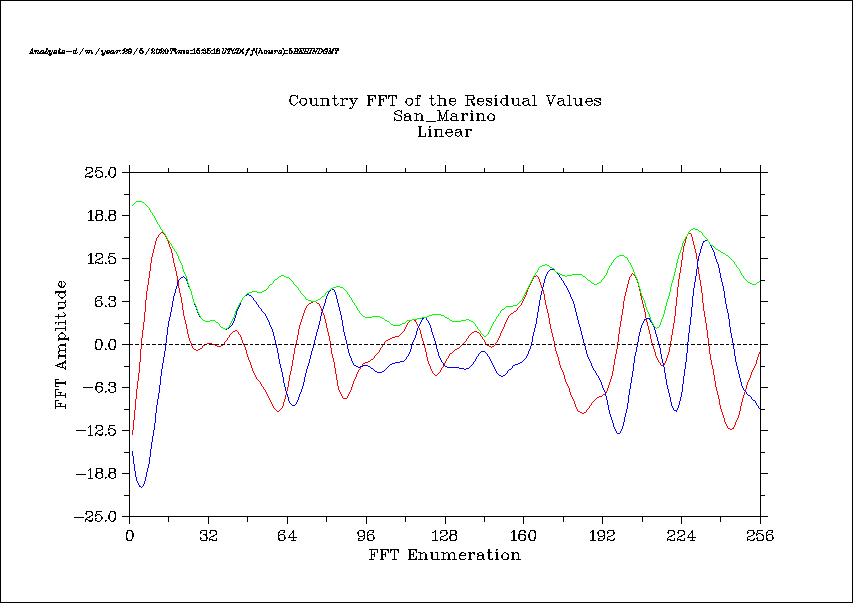 Country FFT of the Residual Values
San_Marino
Linear
25.0
18.8
12.5
6.3
0.0
-6.3
-12.5
-18.8
-25.0
FFT Amplitude
0 32 64 96 128 160 192 224 256
FFT Enumeration